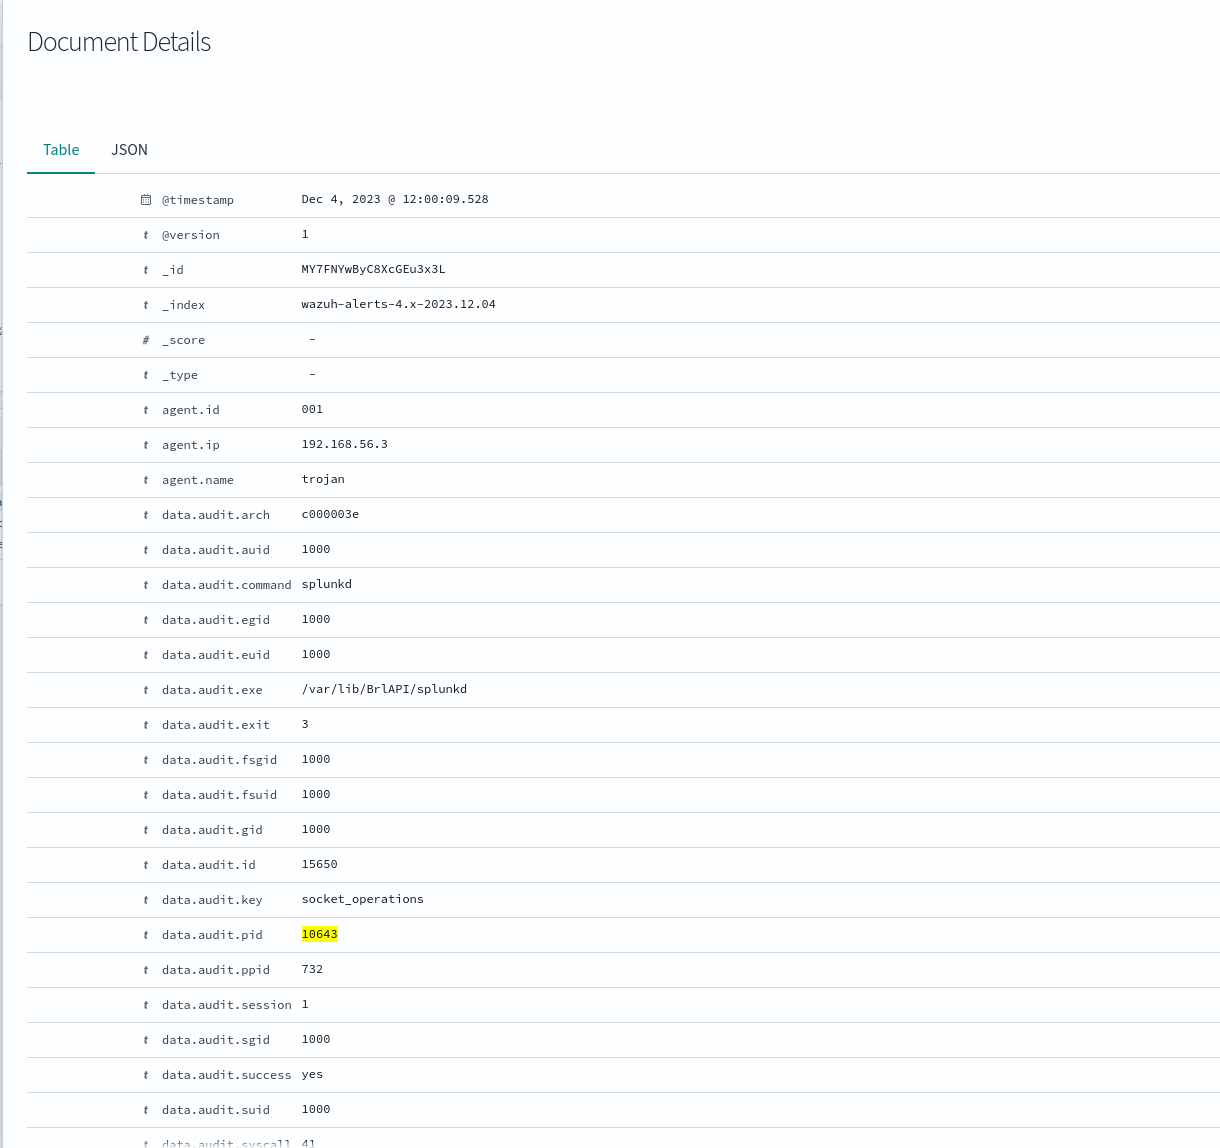 Document Details
Table JSON
@timestamp Dec 4, 2023 @ 12:00:09.528
t @version 1
t _id MY7FNYwByC8XcGEu3x3L
t _index wazuh-alerts-4.x-2023.12.04
# _score -
t _type -
t agent.id 001
t agent.ip 192.168.56.3
t agent.name trojan
t data.audit.arch c000003e
t data.audit.auid 1000
t data.audit.command splunkd
t data.audit.egid 1000
t data.audit.euid 1000
t data.audit.exe /var/lib/BrlAPI/splunkd
t data.audit.exit 3
t data.audit.fsgid 1000
t data.audit.fsuid 1000
t data.audit.gid 1000
t data.audit.id 15650
t data.audit.key socket_operations
t data.audit.pid 10643
t data.audit.ppid 732
t data.audit.session 1
t data.audit.sgid 1000
t data.audit.success yes
t data.audit.suid 1000
t data.audit.syscall 41